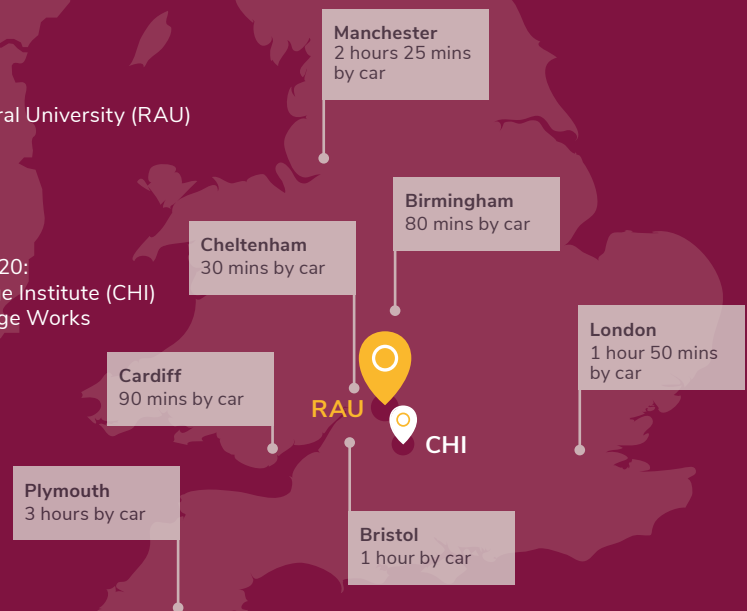 Manchester
2 hours 25 mins
by car
University (RAU)
Birmingham
80 mins by car
Cheltenham
30 mins by car
20:
Institute (CHI)
Works
London
1 hour 50 mins
by car
Cardiff
90 mins by car
RAU
CHI
Plymouth
3 hours by car
Bristol
1 hour by car